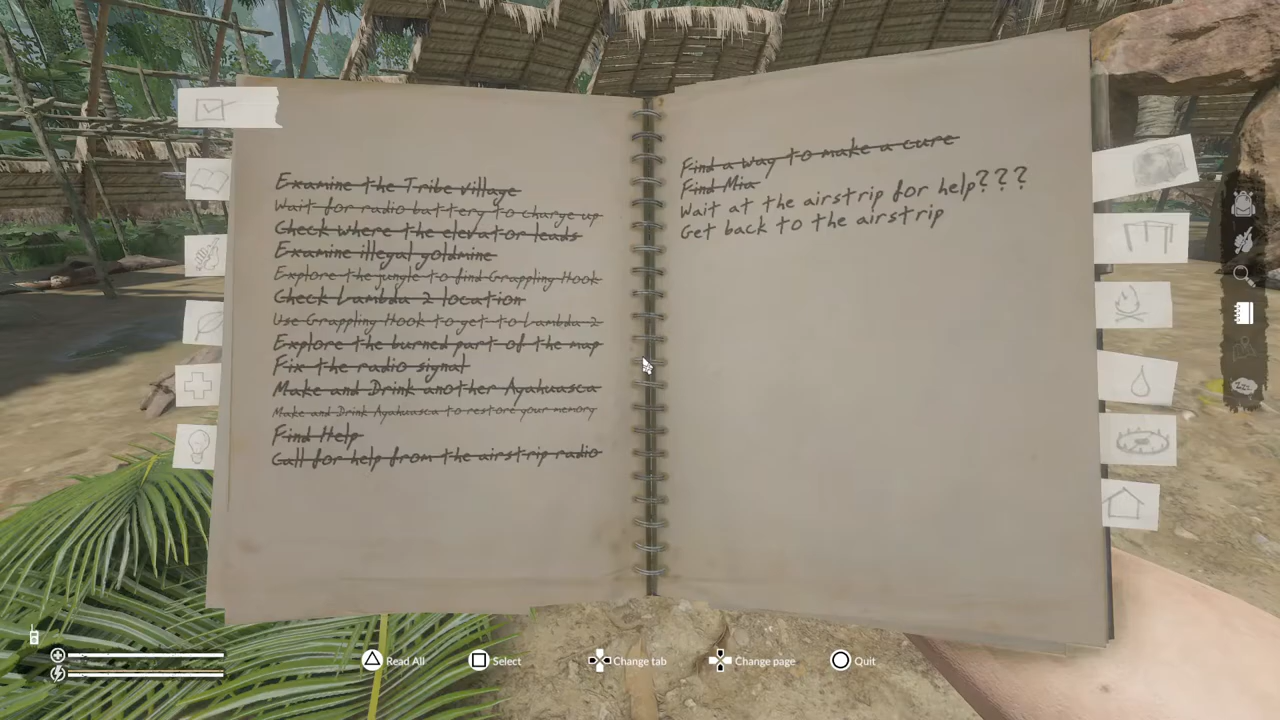 Examine the Tribe village
Wait for radio battery to charge up
Check where the elevator leads
Examine illegal goldmine
Explore the jungle to find Grappling Hook
Check Lambda 2 location
Use Grappling Hook to get to Lambda 2
Explore the burned part of the map
Fix the radio signal
Make and Drink another Ayahuasca
Make and Drink Ayahuasca to restore your memory
Find Help
Call for help from the airstrip radio
Find a way to make a cure
Find Mia
Wait at the airstrip for help???
Get back to the airstrip
Read All
Select
Change tab
Change page
Quit